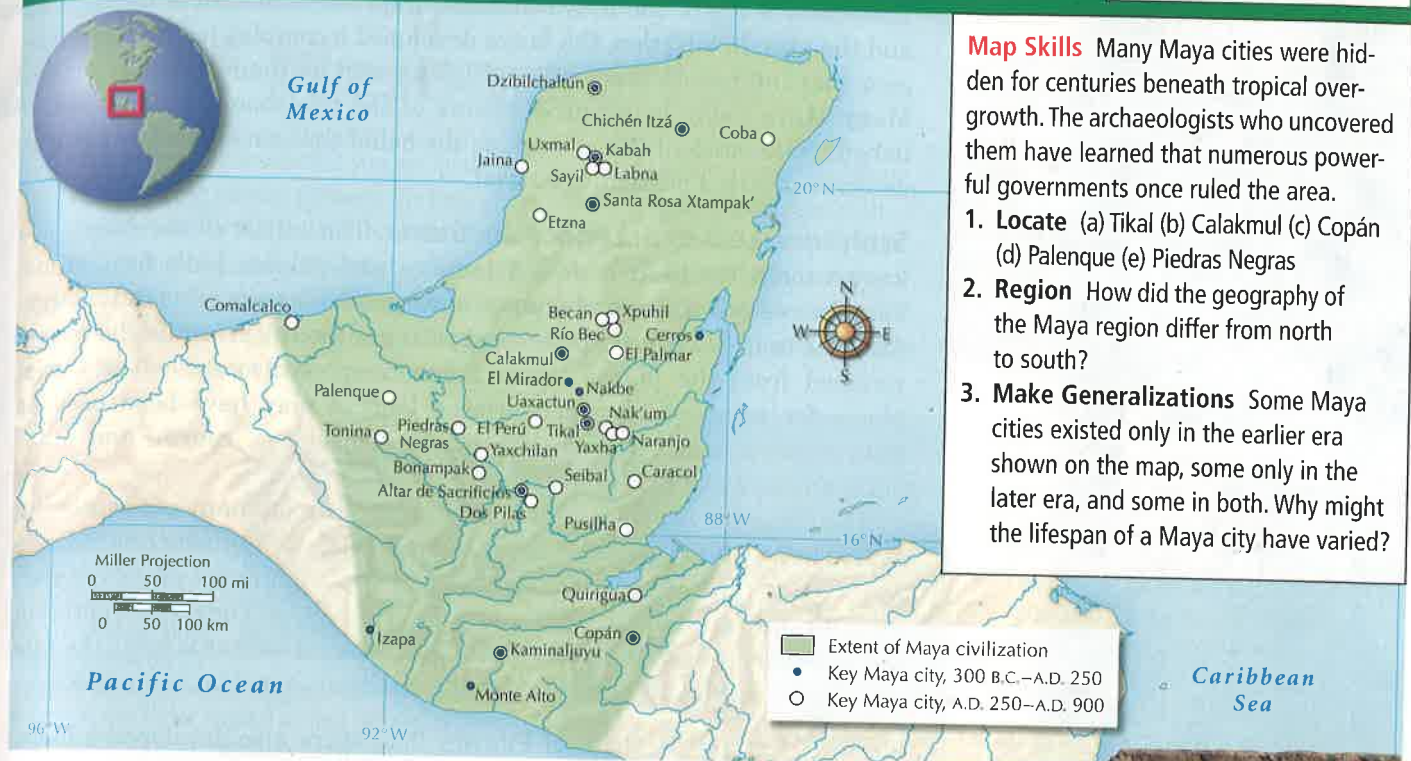 Gulf of
Mexico
Dzibilchaltún
Chichén Itzá
Coba
Uxmal
Kabah
Jaina
Sayil
Labna
20°N
Santa Rosa Xtampak'
Etzna
Comalcalco
Becán
Xpuhil
Río Bec
Cerros
Calakmul
El Palmar
El Mirador
Nakbe
Palenque
Uaxactun
Nak'um
Piedras
Negras
El Perú
Tikal
Tonina
Yaxha
Naranjo
Yaxchilan
Bonampak
Seibal
Caracol
Altar de Sacrificios
Dos Pilas
Pusilha
88°W
16°N
N
W
E
S
Miller Projection
0 50 100 mi
0 50 100 km
Quirigua
Izapa
Copán
Kaminaljuyu
Monte Alto
Pacific Ocean
96°W
92°W
Extent of Maya civilization
Key Maya city, 300 B.C.–A.D. 250
Key Maya city, A.D. 250–A.D. 900
Caribbean
Sea
Map Skills Many Maya cities were hid-
den for centuries beneath tropical over-
growth. The archaeologists who uncovered
them have learned that numerous power-
ful governments once ruled the area.
1. Locate (a) Tikal (b) Calakmul (c) Copán
(d) Palenque (e) Piedras Negras
2. Region How did the geography of
the Maya region differ from north
to south?
3. Make Generalizations Some Maya
cities existed only in the earlier era
shown on the map, some only in the
later era, and some in both. Why might
the lifespan of a Maya city have varied?